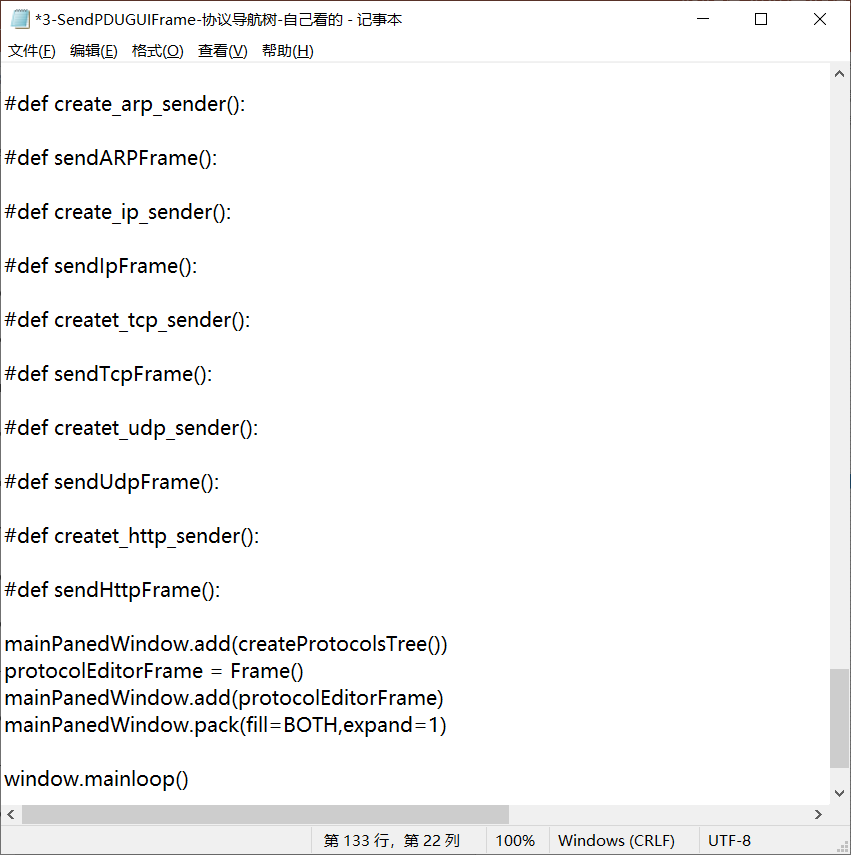 *3-SendPDUGUIFrame-协议导航树-自己看的 - 记事本
文件(F) 编辑(E) 格式(O) 查看(V) 帮助(H)
#def create_arp_sender():
#def sendARPFrame():
#def create_ip_sender():
#def sendIpFrame():
#def createt_tcp_sender():
#def sendTcpFrame():
#def createt_udp_sender():
#def sendUdpFrame():
#def createt_http_sender():
#def sendHttpFrame():
mainPanedWindow.add(createProtocolsTree())
protocolEditorFrame = Frame()
mainPanedWindow.add(protocolEditorFrame)
mainPanedWindow.pack(fill=BOTH,expand=1)
window.mainloop()
第 133 行，第 22 列 100% Windows (CRLF) UTF-8